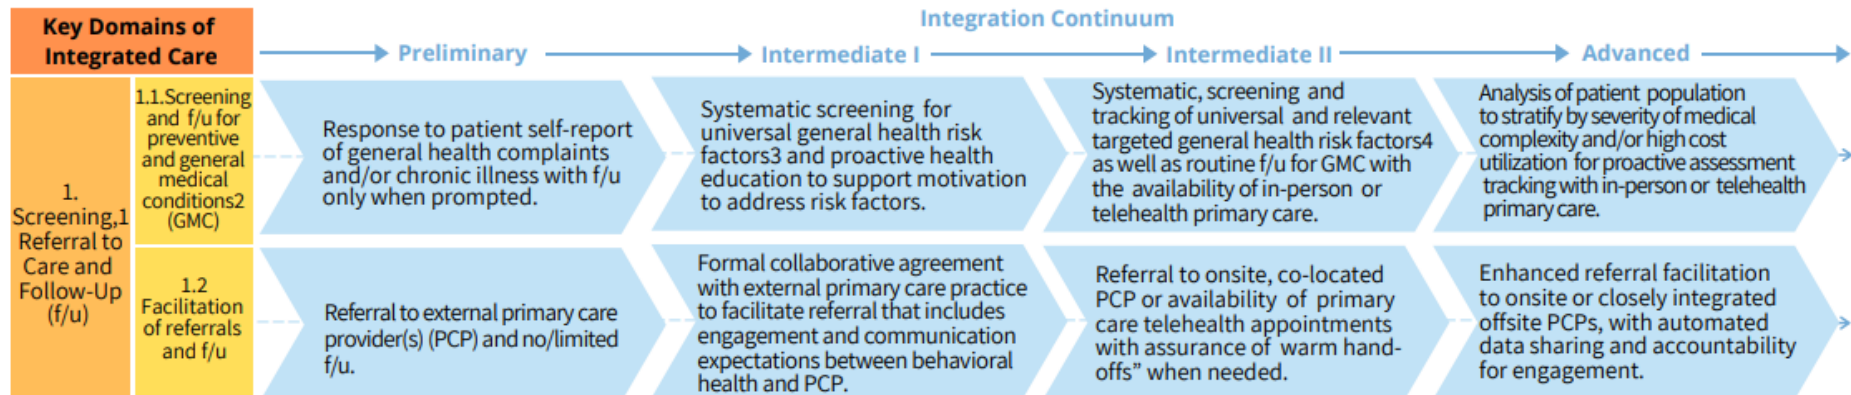 Key Domains of
Integrated Care
Integration Continuum
Preliminary
Intermediate I
Intermediate II
Advanced
1.
Screening,1
Referral to
Care and
Follow-Up
(f/u)
1.1.Screening
and f/u for
preventive
and general
medical
conditions2
(GMC)
Response to patient self-report
of general health complaints
and/or chronic illness with f/u
only when prompted.
Systematic screening for
universal general health risk
factors3 and proactive health
education to support motivation
to address risk factors.
Systematic, screening and
tracking of universal and relevant
targeted general health risk factors4
as well as routine f/u for GMC with
the availability of in-person or
telehealth primary care.
Analysis of patient population
to stratify by severity of medical
complexity and/or high cost
utilization for proactive assessment
tracking with in-person or telehealth
primary care.
1.2
Facilitation
of referrals
and f/u
Referral to external primary care
provider(s) (PCP) and no/limited
f/u.
Formal collaborative agreement
with external primary care practice
to facilitate referral that includes
engagement and communication
expectations between behavioral
health and PCP.
Referral to onsite, co-located
PCP or availability of primary
care telehealth appointments
with assurance of warm hand-
offs” when needed.
Enhanced referral facilitation
to onsite or closely integrated
offsite PCPs, with automated
data sharing and accountability
for engagement.